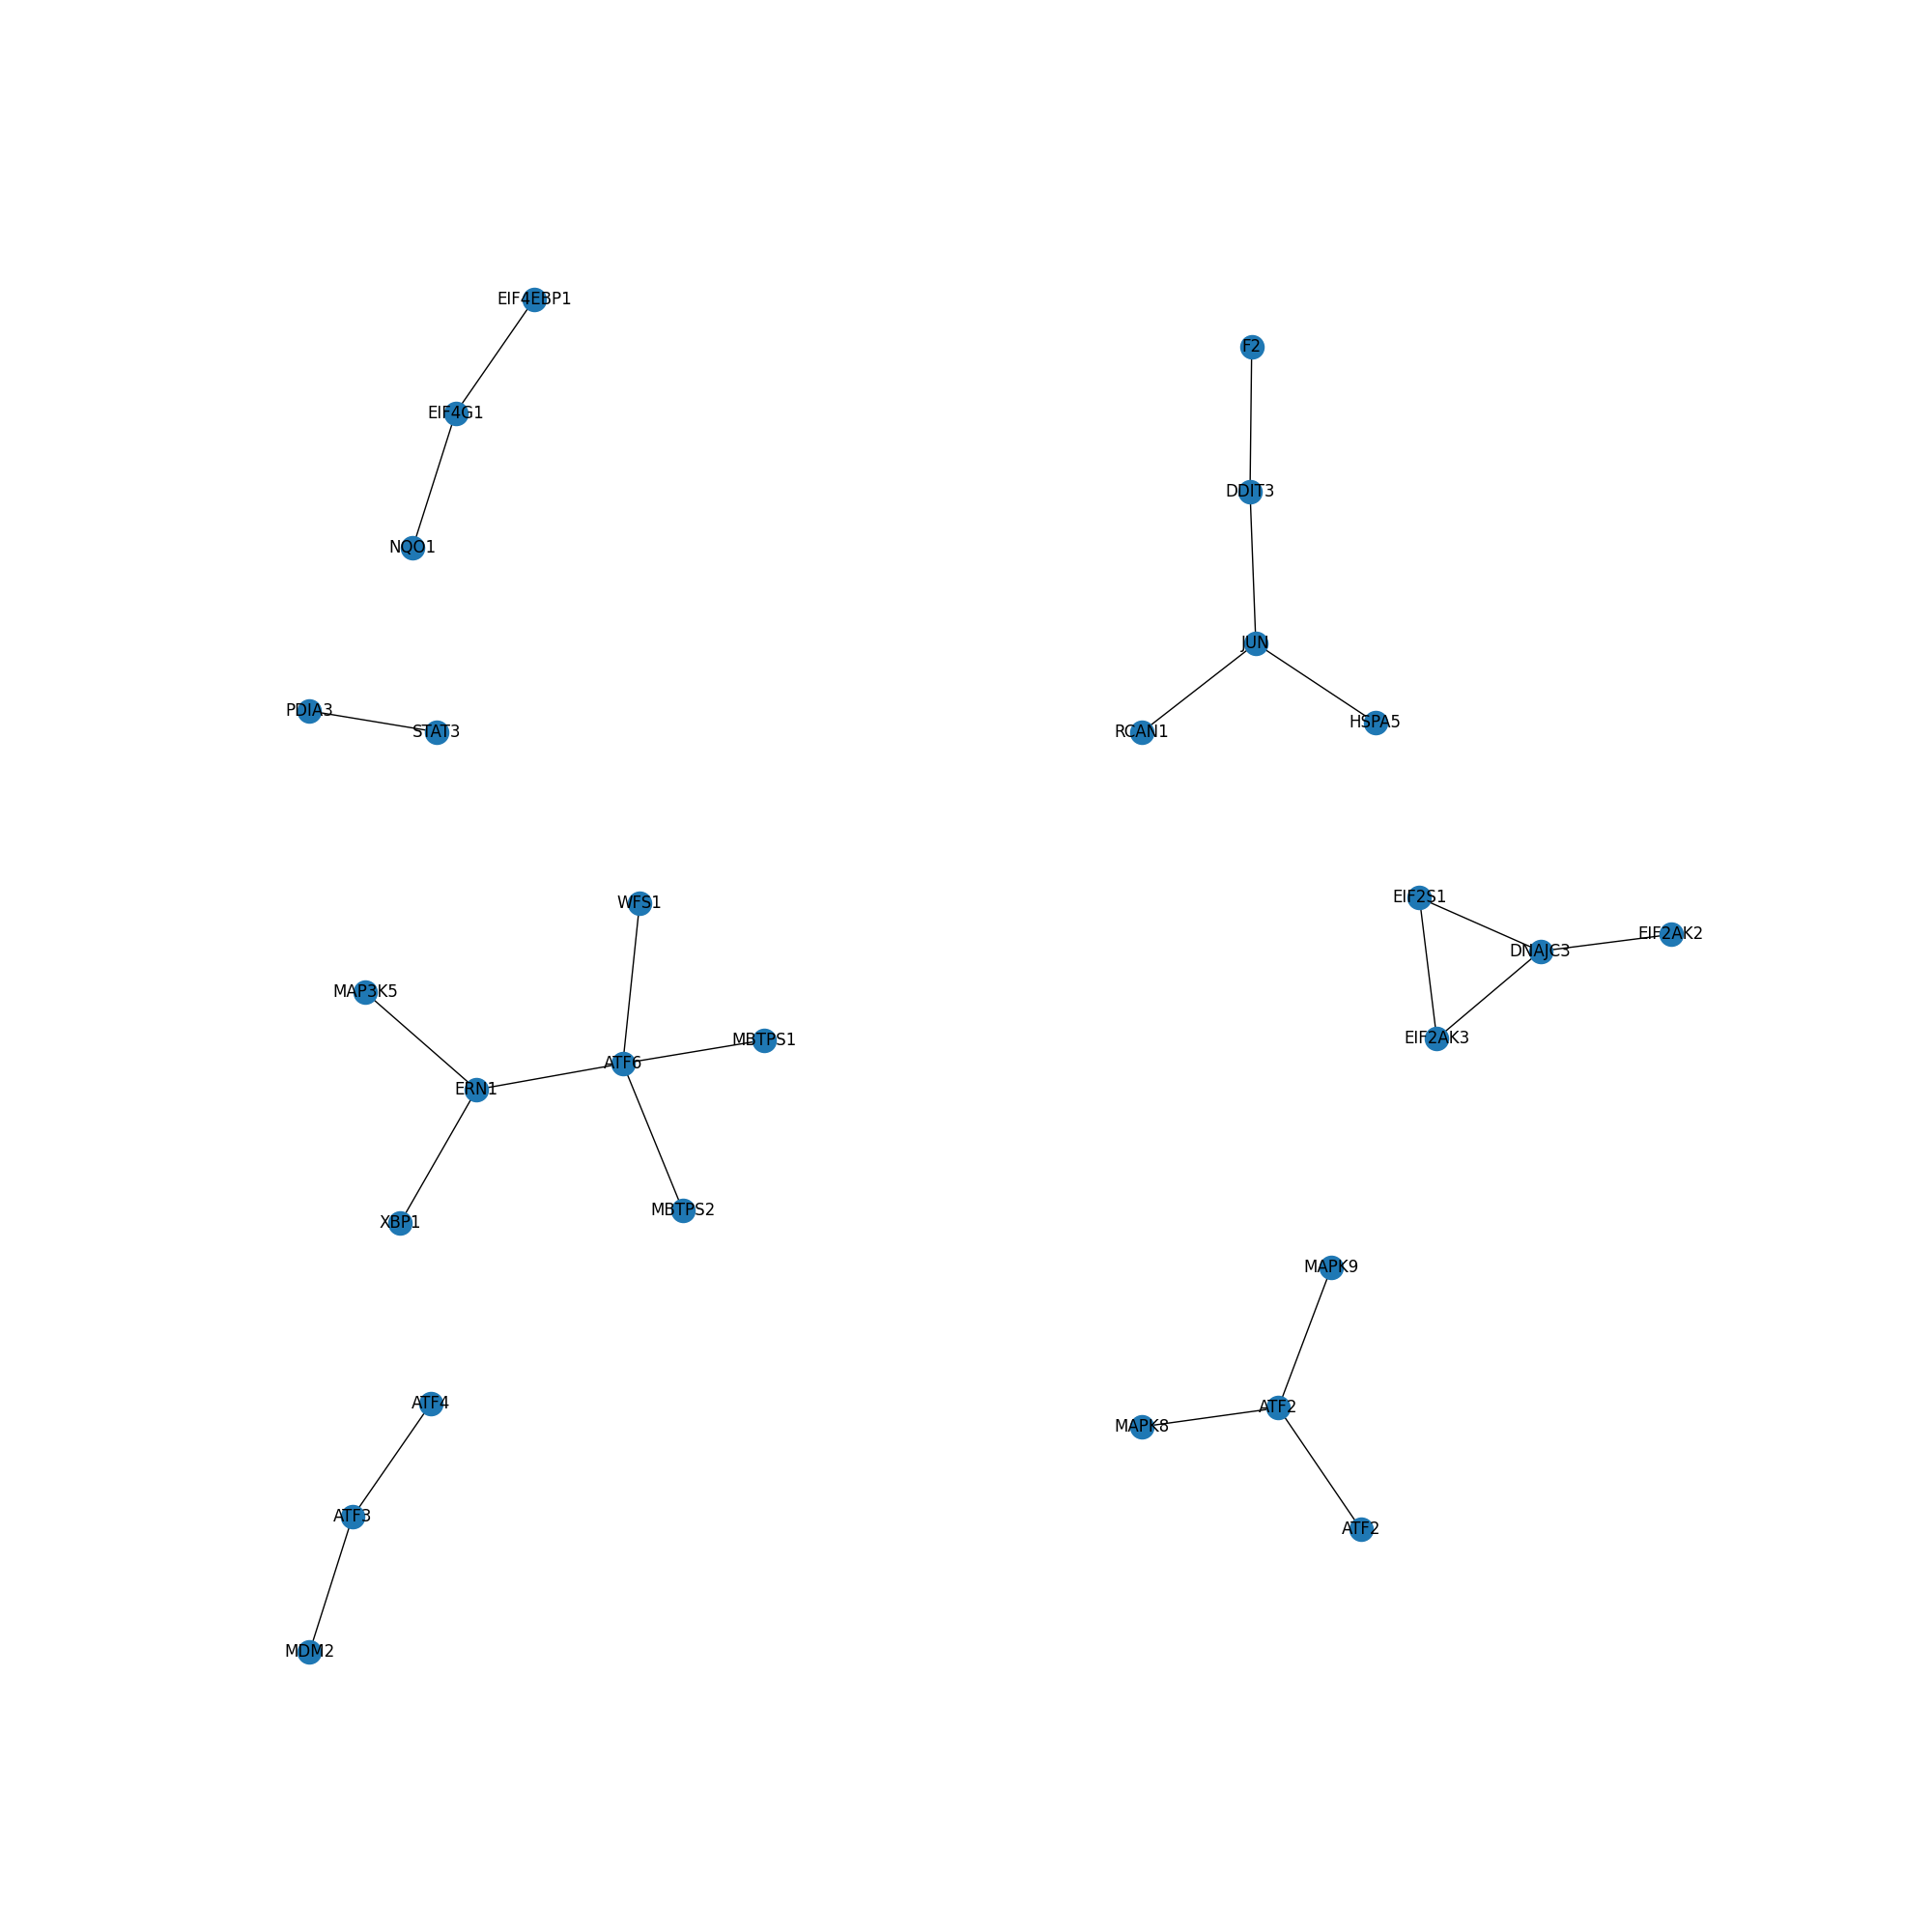 EIF4EBP1
F2
EIF4G1
DDIT3
NQO1
JUN
PDIA3
STAT3
RCAN1
HSPA5
EIF2S1
WFS1
EIF2AK2
DNAJC3
MAP3K5
EIF2AK3
MBTPS1
ATF6
ERN1
MBTPS2
XBP1
MAPK9
ATF4
ATF2
MAPK8
ATF3
ATF2
MDM2